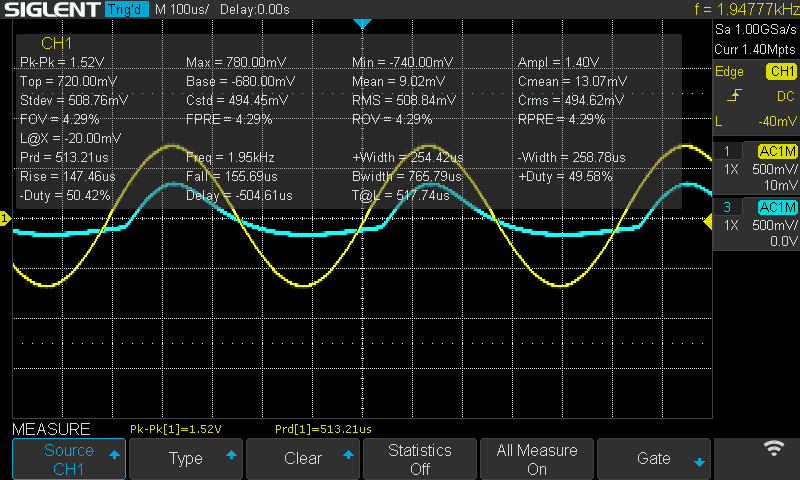 SIGLENT Trig'd M 100us/ Delay:0.00s f = 1.94777kHz
Sa 1.00GSa/s
Curr 1.40Mpts
CH1
Pk-Pk = 1.52V Max = 780.00mV Min = -740.00mV Ampl = 1.40V
Top = 720.00mV Base = -680.00mV Mean = 9.02mV Cmean = 13.07mV
Stdev = 508.76mV Cstd = 494.45mV RMS = 508.84mV Crms = 494.62mV
FOV = 4.29% FPRE = 4.29% ROV = 4.29% RPRE = 4.29%
L@X = -20.00mV
Prd = 513.21us Freq = 1.95kHz +Width = 254.42us -Width = 258.78us
Rise = 147.46us Fall = 155.69us Bwidth = 765.79us +Duty = 49.58%
-Duty = 50.42% Delay = -504.61us T@L = 517.74us
Edge CH1
DC
L -40mV
1 AC1M
1X 500mV/
10mV
3 AC1M
1X 500mV/
0.0V
1
MEASURE Pk-Pk[1]=1.52V Prd[1]=513.21us
Source
CH1
Type
Clear
Statistics
Off
All Measure
On
Gate